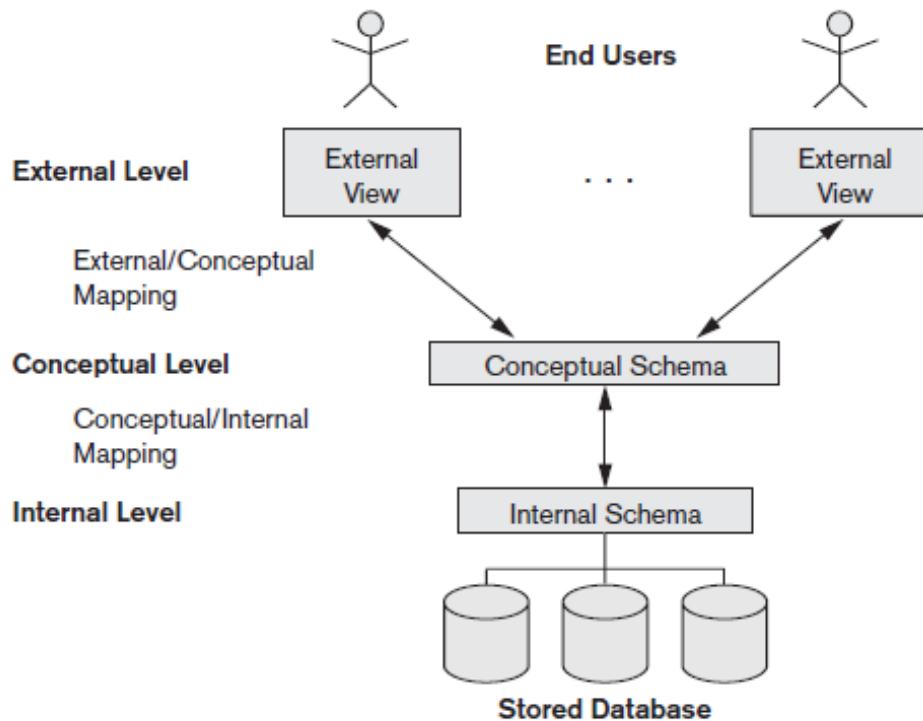 End Users
External Level
External
View
. . .
External
View
External/Conceptual
Mapping
Conceptual Level
Conceptual Schema
Conceptual/Internal
Mapping
Internal Level
Internal Schema
Stored Database